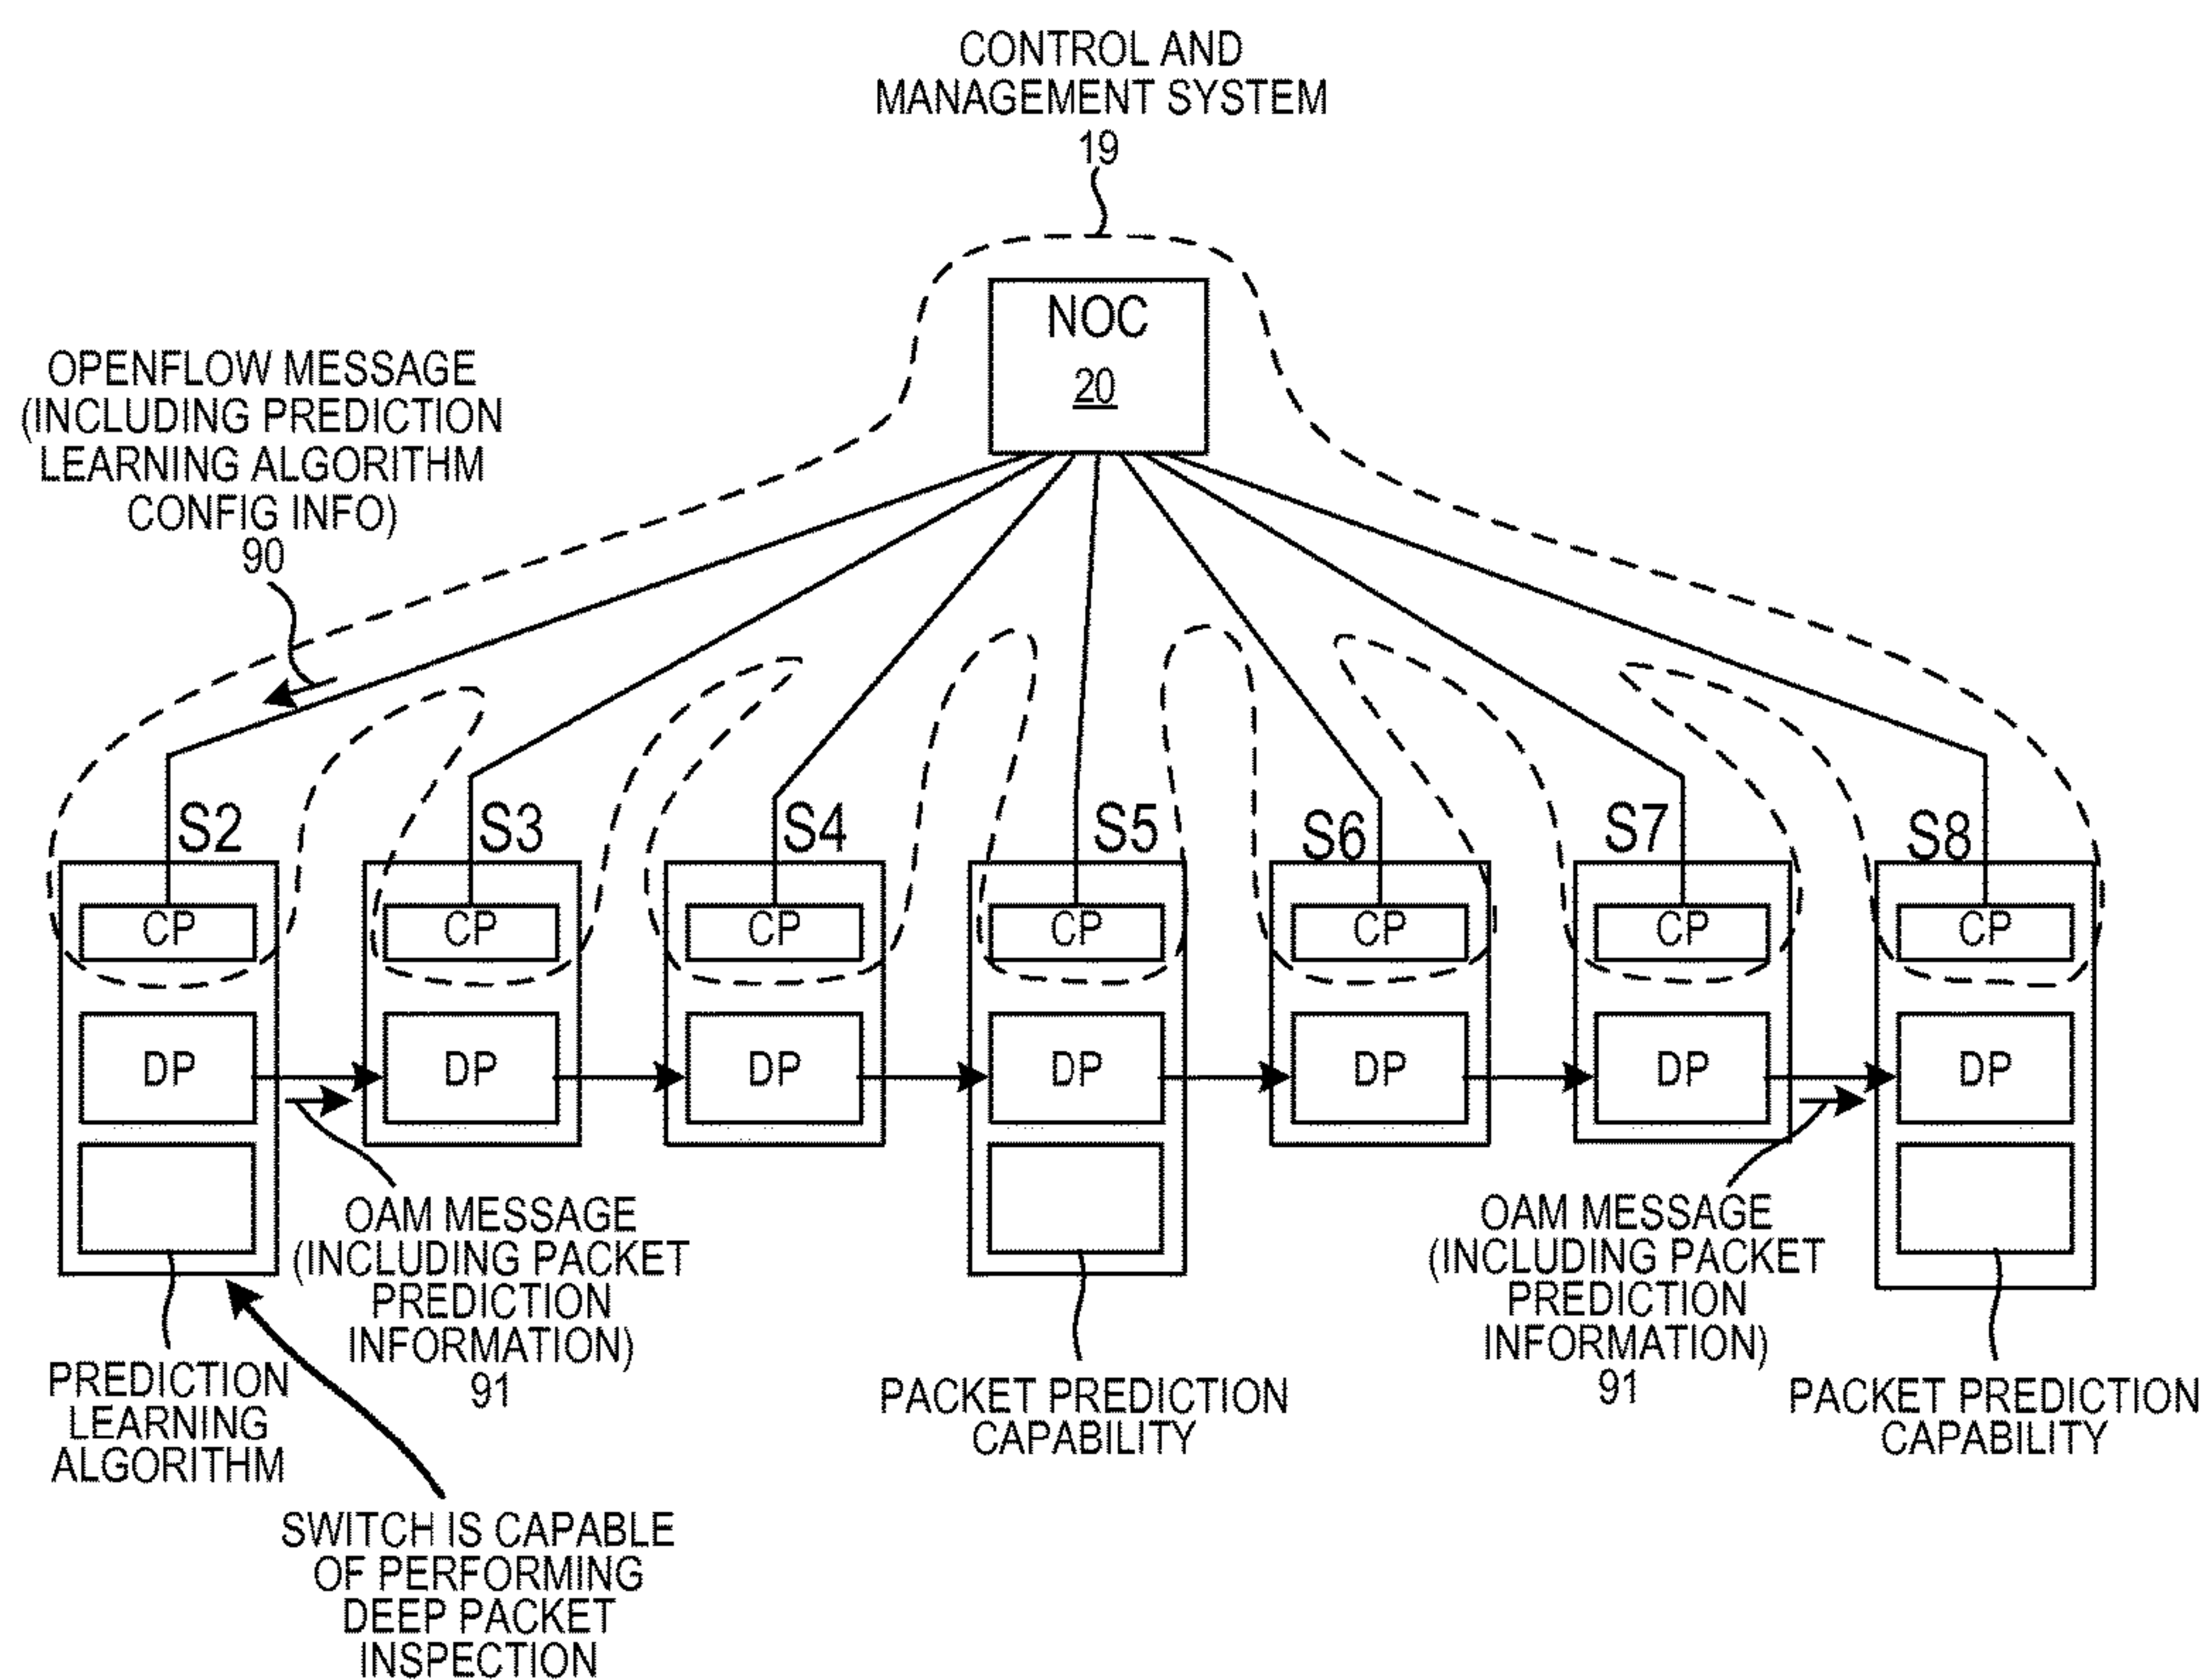 CONTROL AND
MANAGEMENT SYSTEM
19
NOC
20
OPENFLOW MESSAGE
(INCLUDING PREDICTION
LEARNING ALGORITHM
CONFIG INFO)
90
S2
S3
S4
S5
S6
S7
S8
CP
CP
CP
CP
CP
CP
CP
DP
DP
DP
DP
DP
DP
DP
OAM MESSAGE
(INCLUDING PACKET
PREDICTION
INFORMATION)
91
OAM MESSAGE
(INCLUDING PACKET
PREDICTION
INFORMATION)
91
PREDICTION
LEARNING
ALGORITHM
PACKET PREDICTION
CAPABILITY
PACKET PREDICTION
CAPABILITY
SWITCH IS CAPABLE
OF PERFORMING
DEEP PACKET
INSPECTION